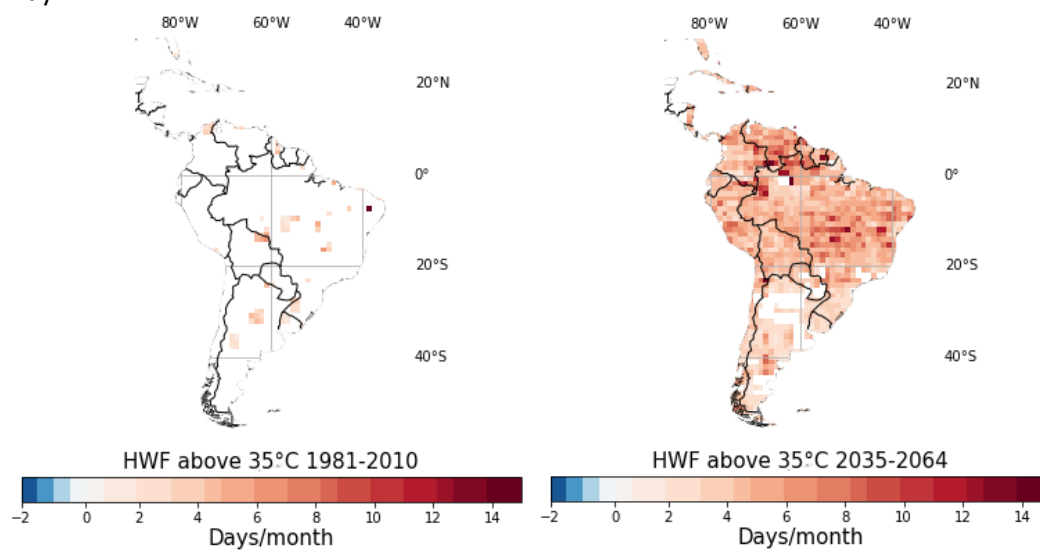 80°W 60°W 40°W 80°W 60°W 40°W
20°N 20°N
0° 0°
20°S 20°S
40°S 40°S
HWF above 35°C 1981-2010 HWF above 35°C 2035-2064
−2 0 2 4 6 8 10 12 14 −2 0 2 4 6 8 10 12 14
Days/month Days/month